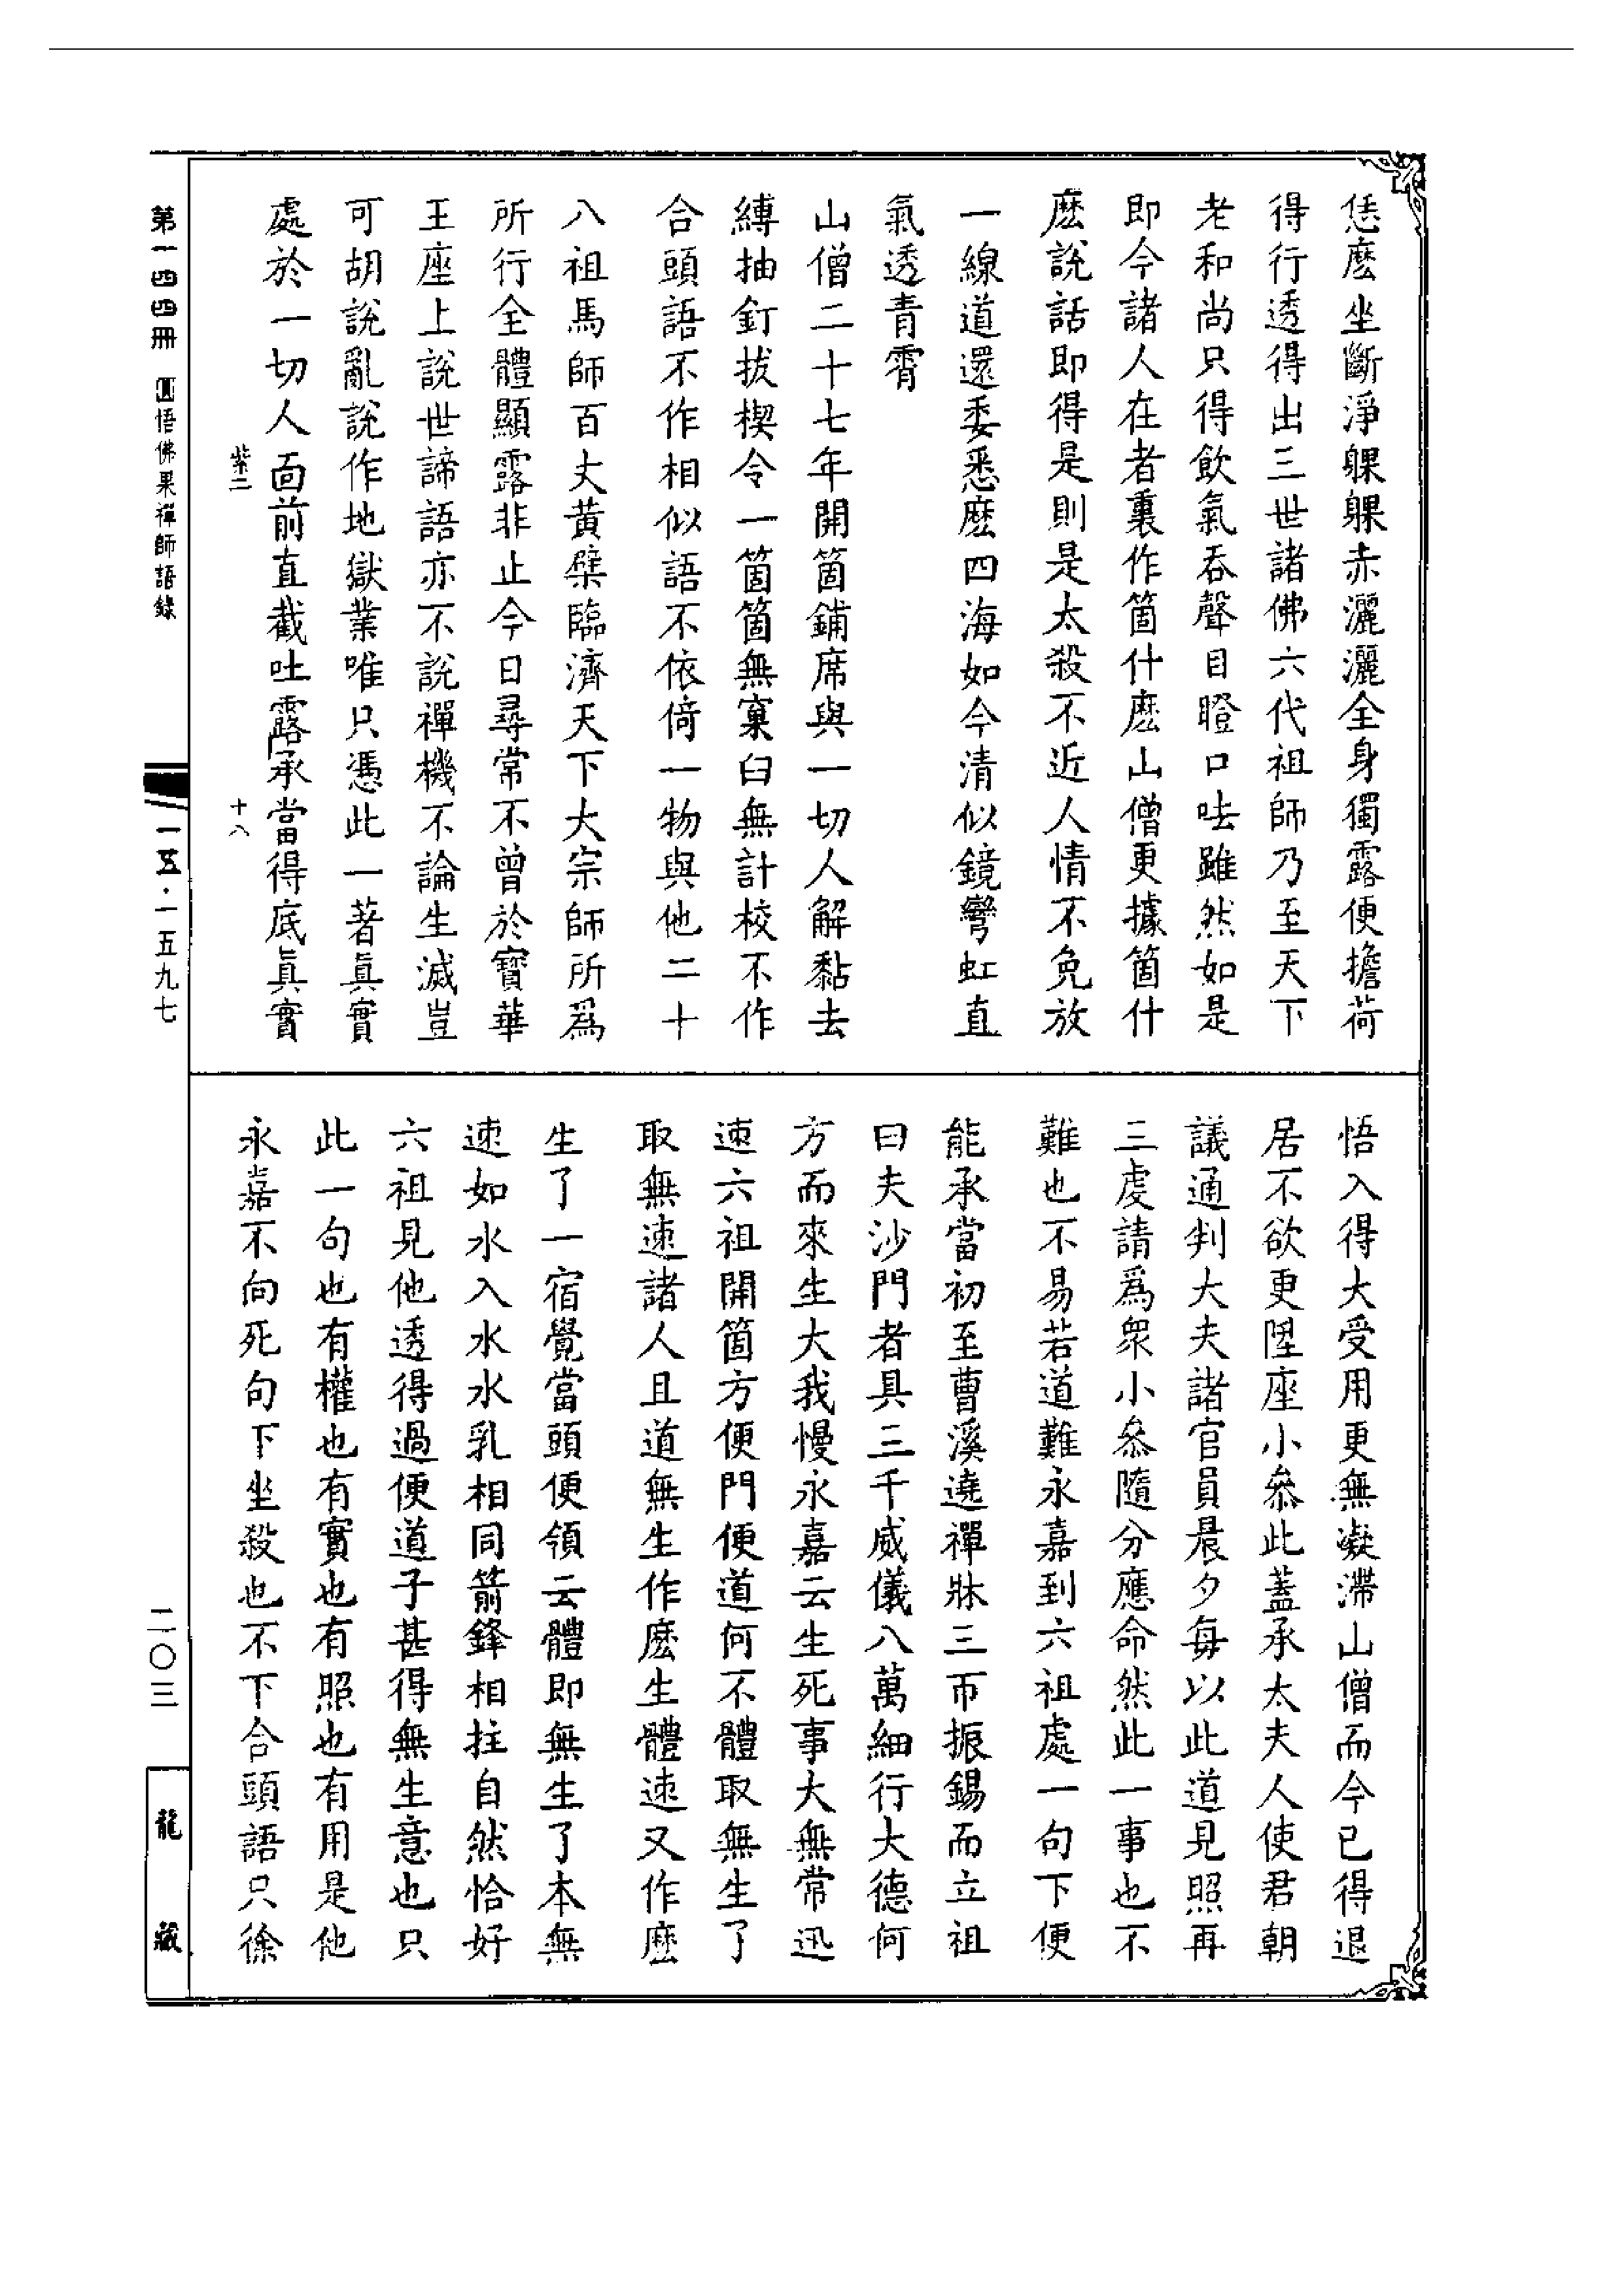 恁麽坐斷淨躶躶赤灑灑全身獨露便擔荷
得行透得出三世諸佛六代祖師乃至天下
老和尚只得飲氣吞聲目瞪口呿雖然如是
即今諸人在者裏作箇什麽山僧更據箇什
麽說話即得是則是太殺不近人情不免放
一線道還委悉麽四海如今清似鏡彎虹直
氣透青霄
山僧二十七年開箇鋪席與一切人解黏去
縛抽釘拔楔令一箇箇無窠臼無計校不作
合頭語不作相似語不依倚一物與他二十
八祖馬師百丈黃檗臨濟天下大宗師所爲
所行全體顯露非止今日尋常不曾於寶華
王座上說世諦語亦不說禪機不論生滅豈
可胡說亂說作地獄業唯只憑此一著眞實
處於一切人面前直截吐露承當得底眞實
紫二 十八
悟入得大受用更無凝滯山僧而今已得退
居不欲更陞座小叅此蓋承太夫人使君朝
議通判大夫諸官員晨夕每以此道見照再
三虔請爲衆小叅隨分應命然此一事也不
難也不易若道難永嘉到六祖處一句下便
能承當初至曹溪遶禪牀三帀振錫而立祖
曰夫沙門者具三千威儀八萬細行大德何
方而來生大我慢永嘉云生死事大無常迅
速六祖開箇方便門便道何不體取無生了
取無速諸人且道無生作麽生體速又作麽
生了一宿覺當頭便領云體即無生了本無
速如水入水水乳相同箭鋒相拄自然恰好
六祖見他透得過便道子甚得無生意也只
此一句也有權也有實也有照也有用是他
永嘉不向死句下坐殺也不下合頭語只徐
第一四四冊 圓悟佛果禪師語錄
一五·一五九七
二〇三
龍藏